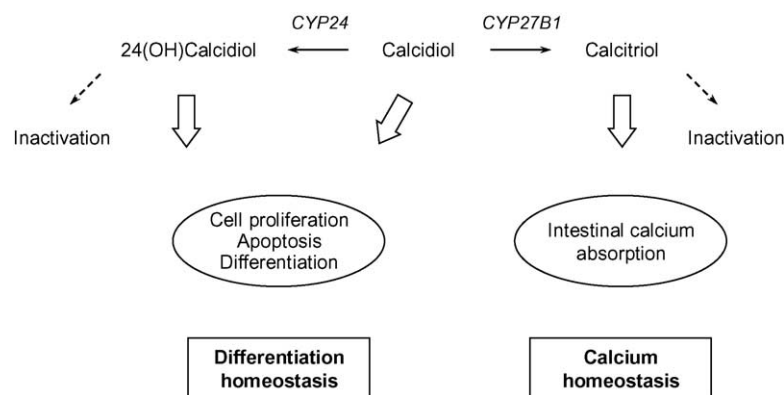 CYP24
CYP27B1
24(OH)Calcidiol
Calcidiol
Calcitriol
Inactivation
Inactivation
Cell proliferation
Apoptosis
Differentiation
Intestinal calcium
absorption
Differentiation
homeostasis
Calcium
homeostasis